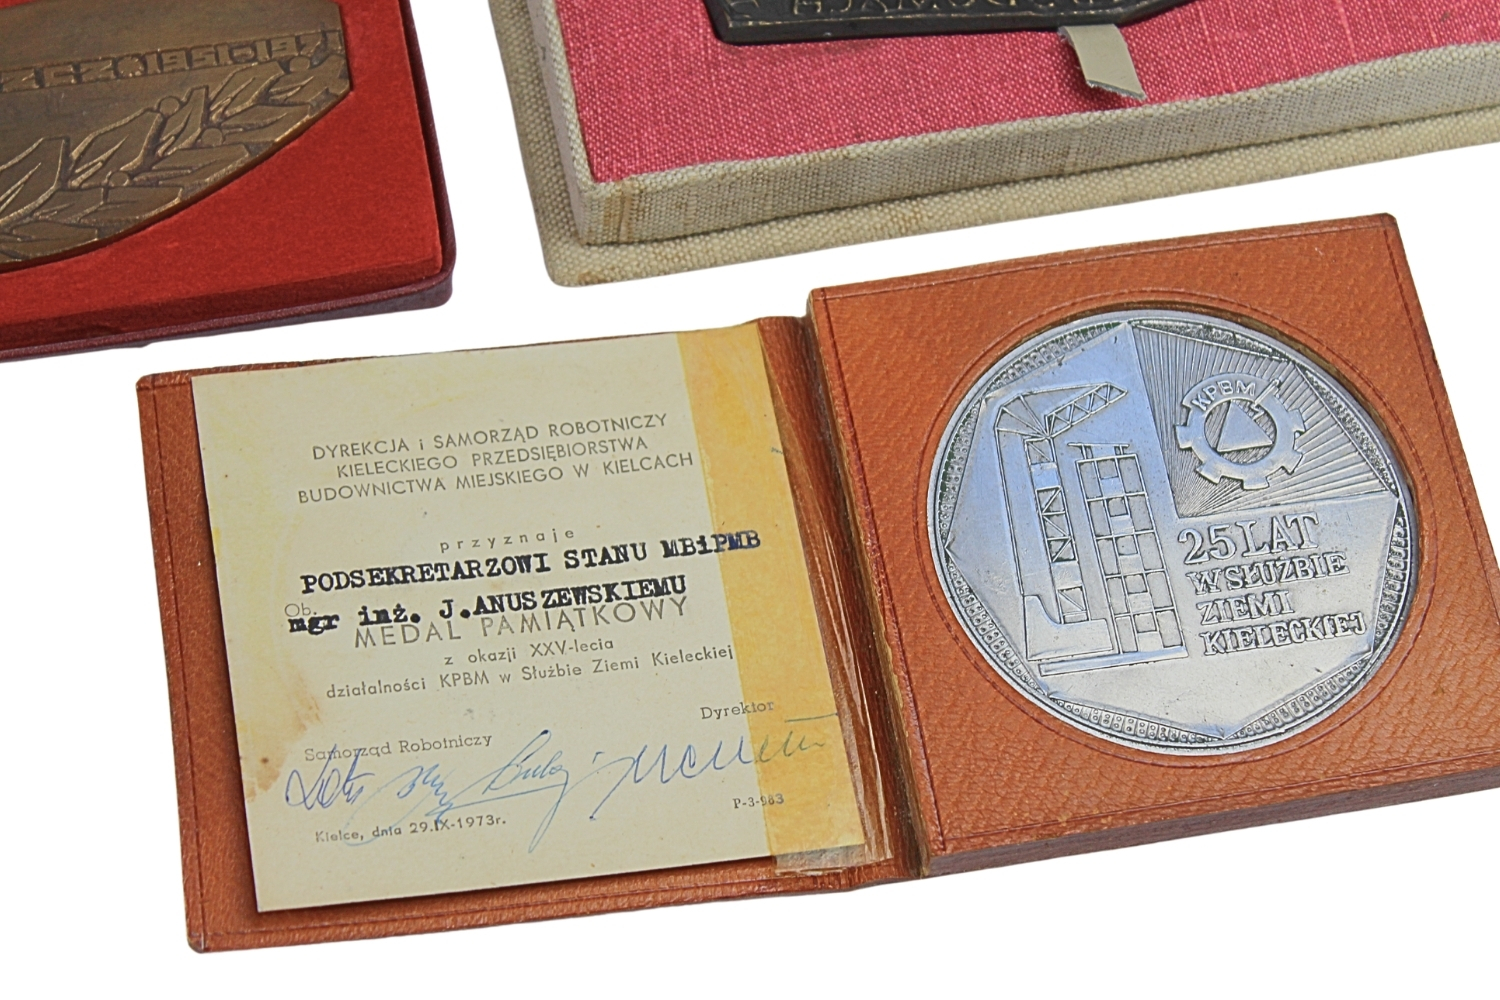 1951-1971
DYREKCJA i SAMORZĄD ROBOTNICZY
KIELECKIEGO PRZEDSIĘBIORSTWA
BUDOWNICTWA MIEJSKIEGO W KIELCACH
przyznaje
PODSEKRETARZOWI STANU MBiPMB
Ob.
mgr inż. J.ANUSZEWSKIEMU
MEDAL PAMIĄTKOWY
z okazji XXV-lecia
działalności KPBM w Służbie Ziemi Kieleckiej
Dyrektor
Samorząd Robotniczy
P-3-983
Kielce, dnia 29.IX-1973r.
KPBM
25 LAT
W SŁUŻBIE
ZIEMI
KIELECKIEJ